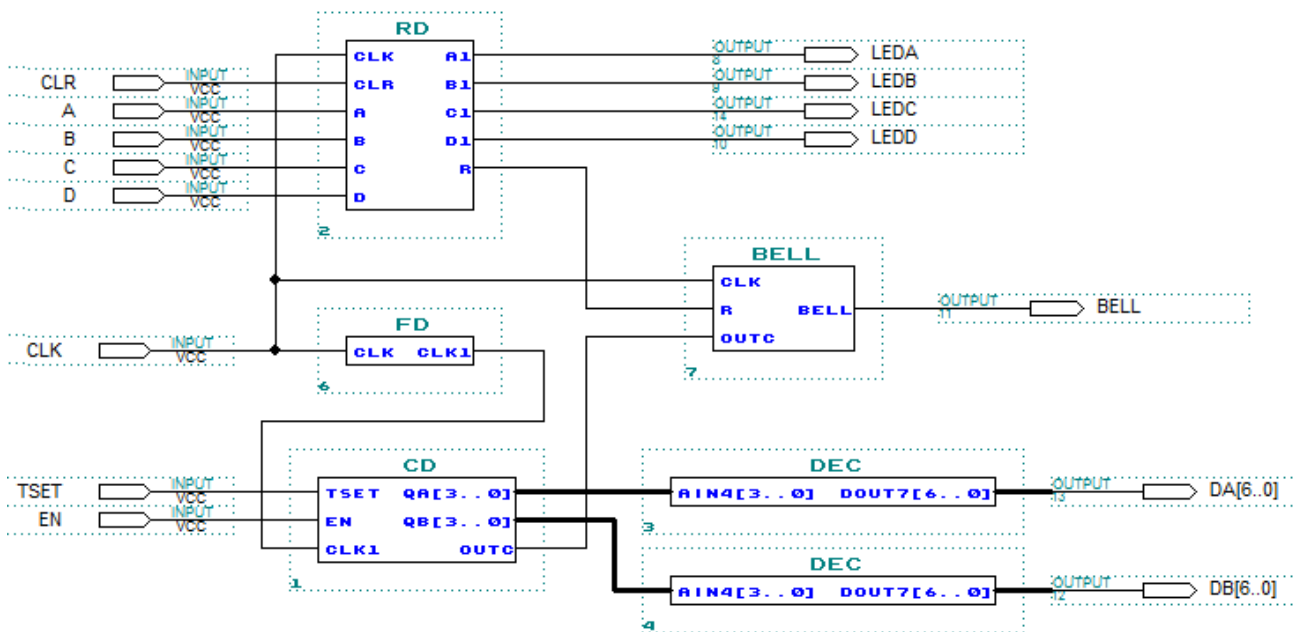 RD
CLK A1 OUTPUT 8 LEDA
CLR INPUT VCC CLR B1 OUTPUT 9 LEDB
A INPUT VCC A C1 OUTPUT 14 LEDC
B INPUT VCC B D1 OUTPUT 10 LEDD
C INPUT VCC C R
D INPUT VCC D
2
BELL
CLK
R BELL OUTPUT 11 BELL
OUTC
7
FD
CLK INPUT VCC CLK CLK1
6
CD DEC
TSET INPUT VCC TSET QA[3..0] AIN4[3..0] DOUT7[6..0] OUTPUT 13 DA[6..0]
EN INPUT VCC EN QB[3..0] 3
CLK1 OUTC
1
DEC
AIN4[3..0] DOUT7[6..0] OUTPUT 12 DB[6..0]
4